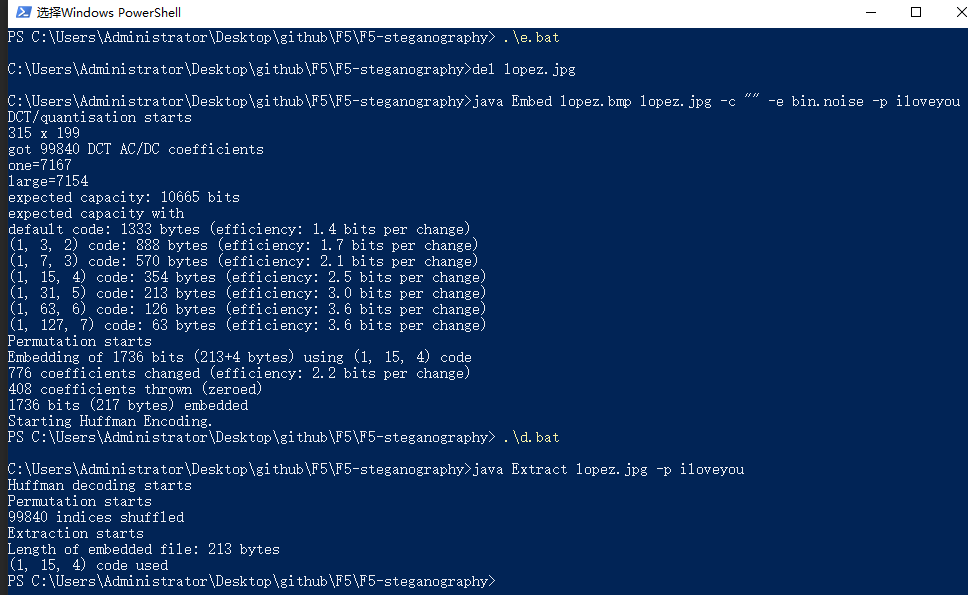 选择Windows PowerShell
PS C:\Users\Administrator\Desktop\github\F5\F5-steganography> .\e.bat
C:\Users\Administrator\Desktop\github\F5\F5-steganography>del lopez.jpg
C:\Users\Administrator\Desktop\github\F5\F5-steganography>java Embed lopez.bmp lopez.jpg -c "" -e bin.noise -p iloveyou
DCT/quantisation starts
315 x 199
got 99840 DCT AC/DC coefficients
one=7167
large=7154
expected capacity: 10665 bits
expected capacity with
default code: 1333 bytes (efficiency: 1.4 bits per change)
(1, 3, 2) code: 888 bytes (efficiency: 1.7 bits per change)
(1, 7, 3) code: 570 bytes (efficiency: 2.1 bits per change)
(1, 15, 4) code: 354 bytes (efficiency: 2.5 bits per change)
(1, 31, 5) code: 213 bytes (efficiency: 3.0 bits per change)
(1, 63, 6) code: 126 bytes (efficiency: 3.6 bits per change)
(1, 127, 7) code: 63 bytes (efficiency: 3.6 bits per change)
Permutation starts
Embedding of 1736 bits (213+4 bytes) using (1, 15, 4) code
776 coefficients changed (efficiency: 2.2 bits per change)
408 coefficients thrown (zeroed)
1736 bits (217 bytes) embedded
Starting Huffman Encoding.
PS C:\Users\Administrator\Desktop\github\F5\F5-steganography> .\d.bat
C:\Users\Administrator\Desktop\github\F5\F5-steganography>java Extract lopez.jpg -p iloveyou
Huffman decoding starts
Permutation starts
99840 indices shuffled
Extraction starts
Length of embedded file: 213 bytes
(1, 15, 4) code used
PS C:\Users\Administrator\Desktop\github\F5\F5-steganography>